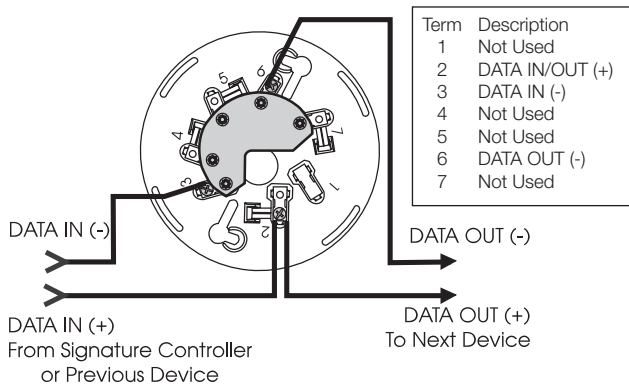 Term Description
1 Not Used
2 DATA IN/OUT (+)
3 DATA IN (-)
4 Not Used
5 Not Used
6 DATA OUT (-)
7 Not Used
6
5
7
4
3
1
2
DATA IN (-)
DATA OUT (-)
DATA IN (+)
From Signature Controller
or Previous Device
DATA OUT (+)
To Next Device